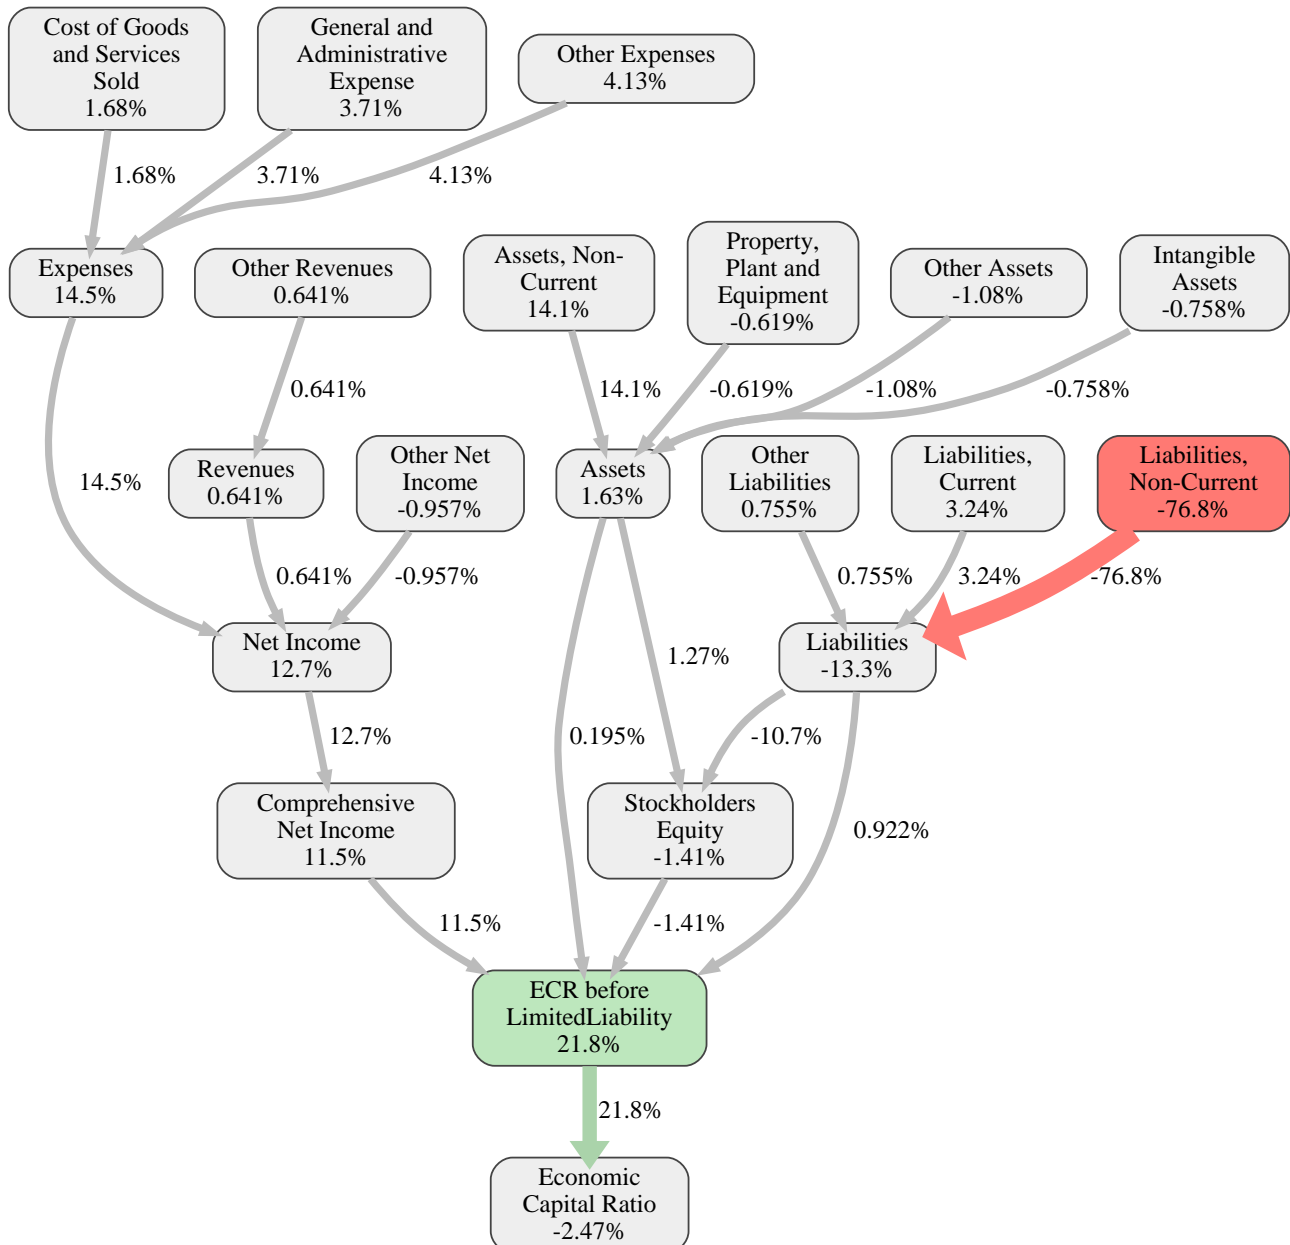 Cost of Goods
and Services
Sold
1.68%
General and
Administrative
Expense
3.71%
Other Expenses
4.13%
1.68%
3.71%
4.13%
Expenses
14.5%
Other Revenues
0.641%
Assets, Non-
Current
14.1%
Property,
Plant and
Equipment
-0.619%
Other Assets
-1.08%
Intangible
Assets
-0.758%
0.641%
14.1%
-0.619%
-1.08%
-0.758%
14.5%
Revenues
0.641%
Other Net
Income
-0.957%
Assets
1.63%
Other
Liabilities
0.755%
Liabilities,
Current
3.24%
Liabilities,
Non-Current
-76.8%
0.641%
-0.957%
0.755%
3.24%
-76.8%
Net Income
12.7%
1.27%
Liabilities
-13.3%
12.7%
0.195%
-10.7%
Comprehensive
Net Income
11.5%
Stockholders
Equity
-1.41%
0.922%
11.5%
-1.41%
ECR before
LimitedLiability
21.8%
21.8%
Economic
Capital Ratio
-2.47%